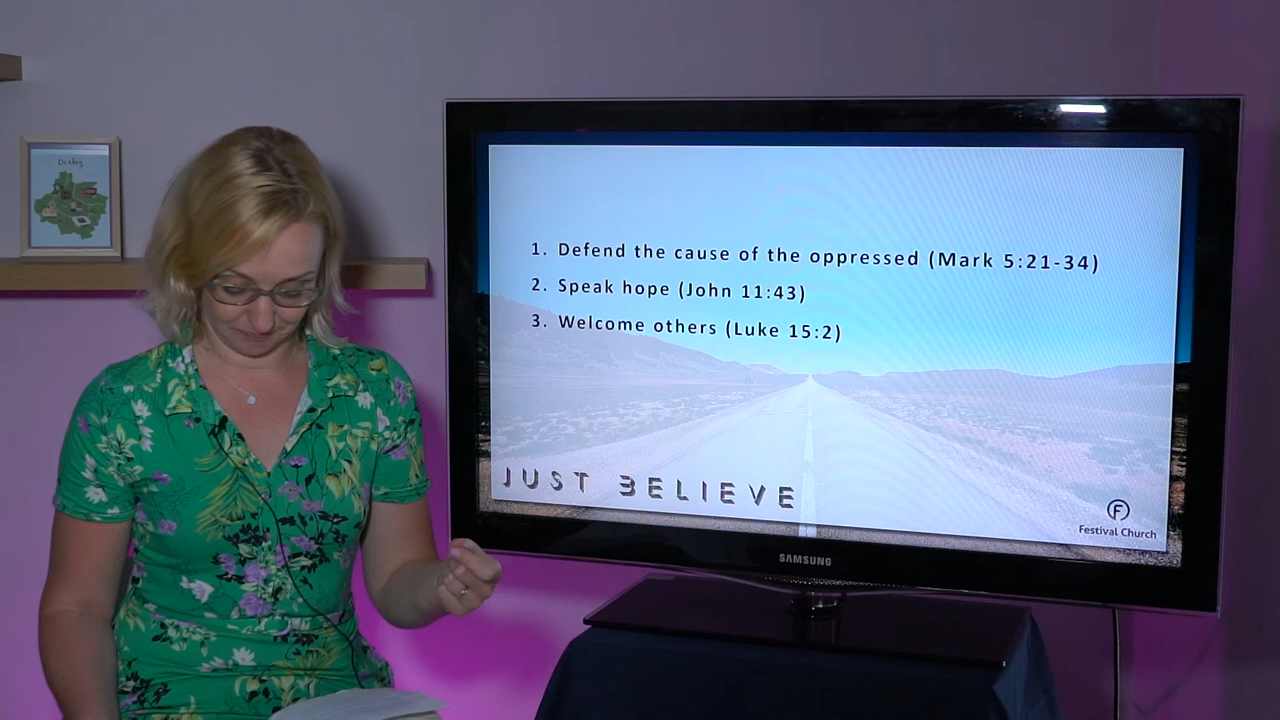 Derby
1. Defend the cause of the oppressed (Mark 5:21-34)
2. Speak hope (John 11:43)
3. Welcome others (Luke 15:2)
JUST BELIEVE
F
Festival Church
SAMSUNG